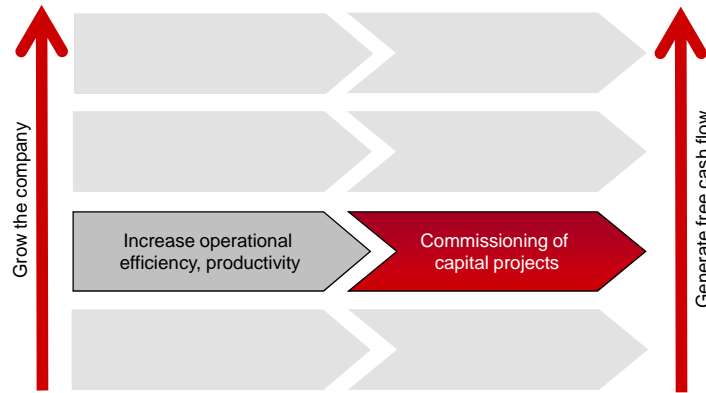 Grow the company
Increase operational
efficiency, productivity
Commissioning of
capital projects
Generate free cash flow